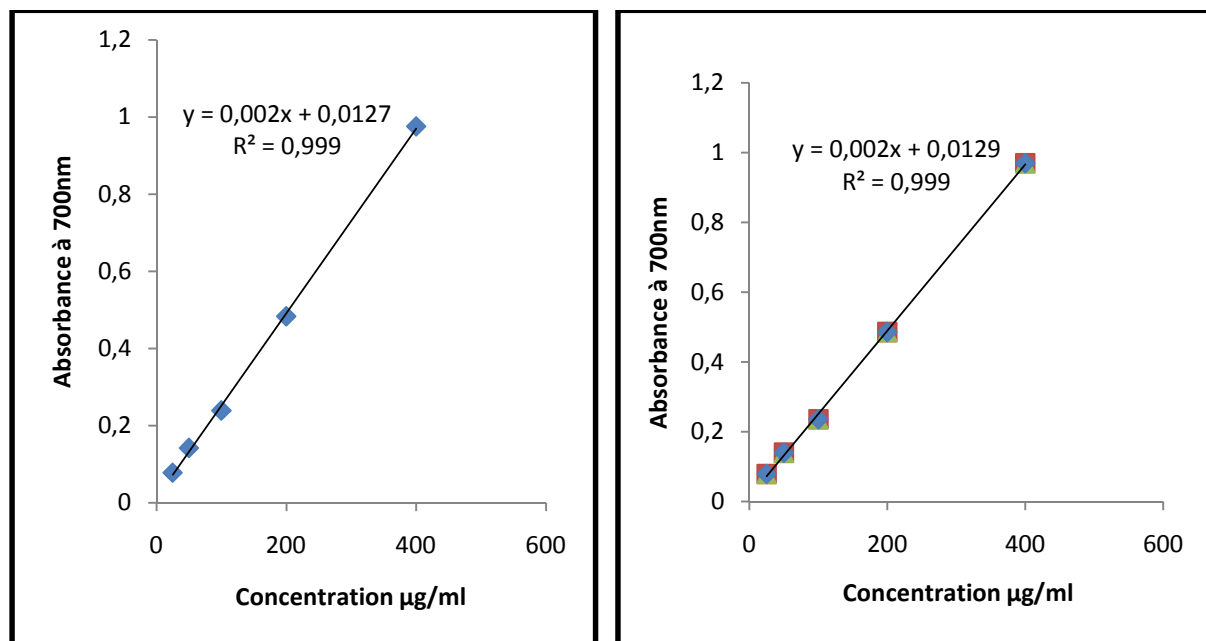 1,2
y = 0,002x + 0,0127
R² = 0,999
1
0,8
0,6
0,4
0,2
0
Absorbance à 700nm
0 200 400 600
Concentration µg/ml
1,2
y = 0,002x + 0,0129
R² = 0,999
1
0,8
0,6
0,4
0,2
0
Absorbance à 700nm
0 200 400 600
Concentration µg/ml